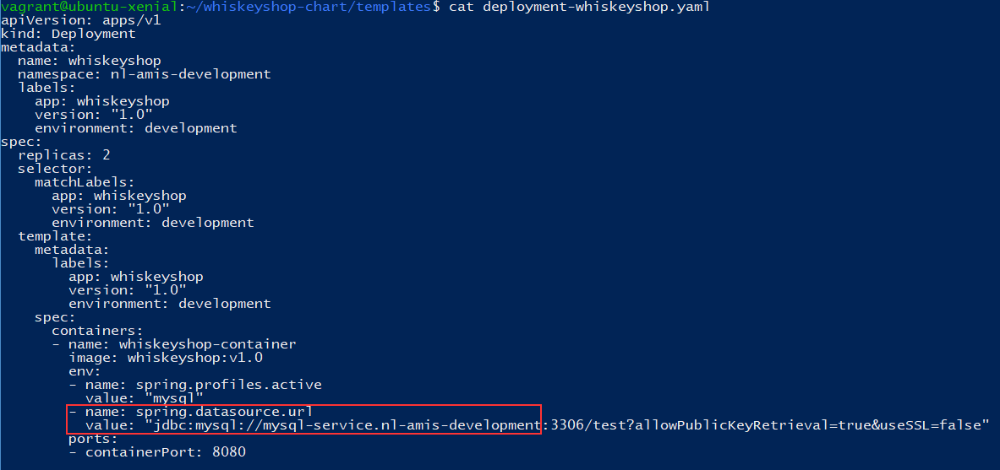 vagrant@ubuntu-xenial:~/whiskeyshop-chart/templates$ cat deployment-whiskeyshop.yaml
apiVersion: apps/v1
kind: Deployment
metadata:
  name: whiskeyshop
  namespace: nl-amis-development
  labels:
    app: whiskeyshop
    version: "1.0"
    environment: development
spec:
  replicas: 2
  selector:
    matchLabels:
      app: whiskeyshop
      version: "1.0"
      environment: development
  template:
    metadata:
      labels:
        app: whiskeyshop
        version: "1.0"
        environment: development
    spec:
      containers:
      - name: whiskeyshop-container
        image: whiskeyshop:v1.0
        env:
        - name: spring.profiles.active
          value: "mysql"
        - name: spring.datasource.url
          value: "jdbc:mysql://mysql-service.nl-amis-development:3306/test?allowPublicKeyRetrieval=true&useSSL=false"
        ports:
        - containerPort: 8080